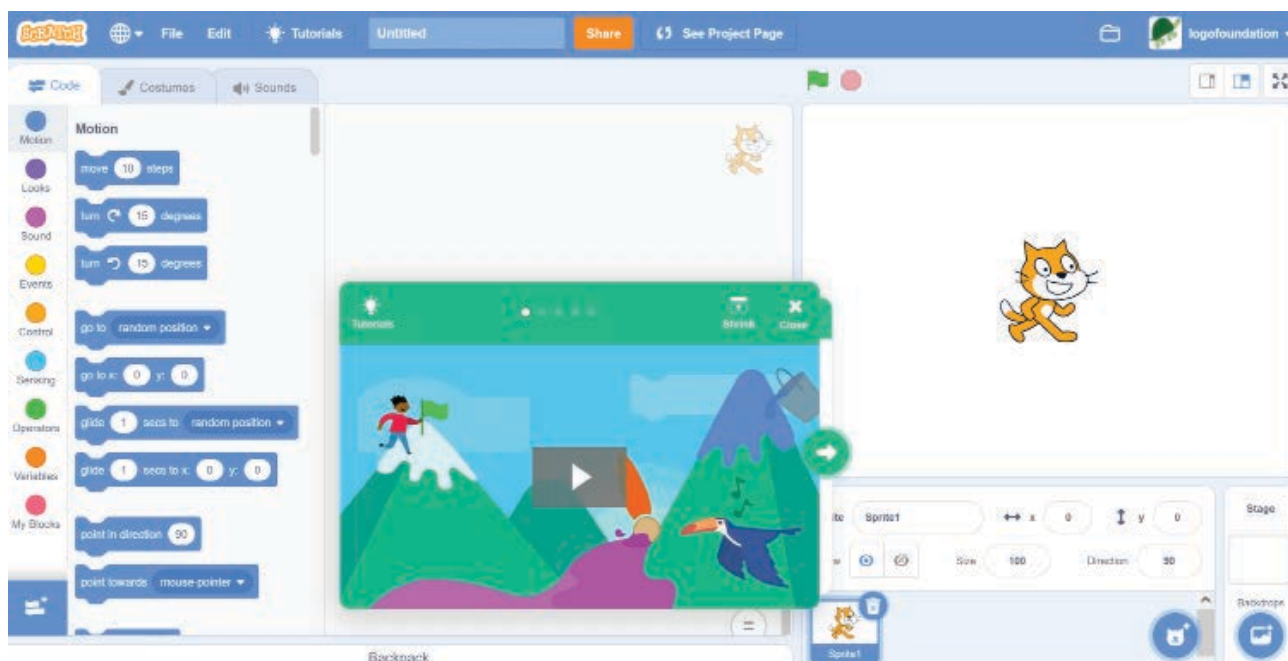 SCRATCH File Edit Tutorials Untitled Share See Project Page logofoundation
Code Costumes Sounds
Motion
Looks
Sound
Events
Control
Sensing
Operators
Variables
My Blocks
Motion
move 10 steps
turn 15 degrees
turn 15 degrees
go to random position
go to x: 0 y: 0
glide 1 secs to random position
glide 1 secs to x: 0 y: 0
point in direction 90
point towards mouse-pointer
Tutorials Shrink Close
Sprite1 x 0 y 0
Size 100 Direction 90
Sprite1
Stage
Backdrops
Backpack